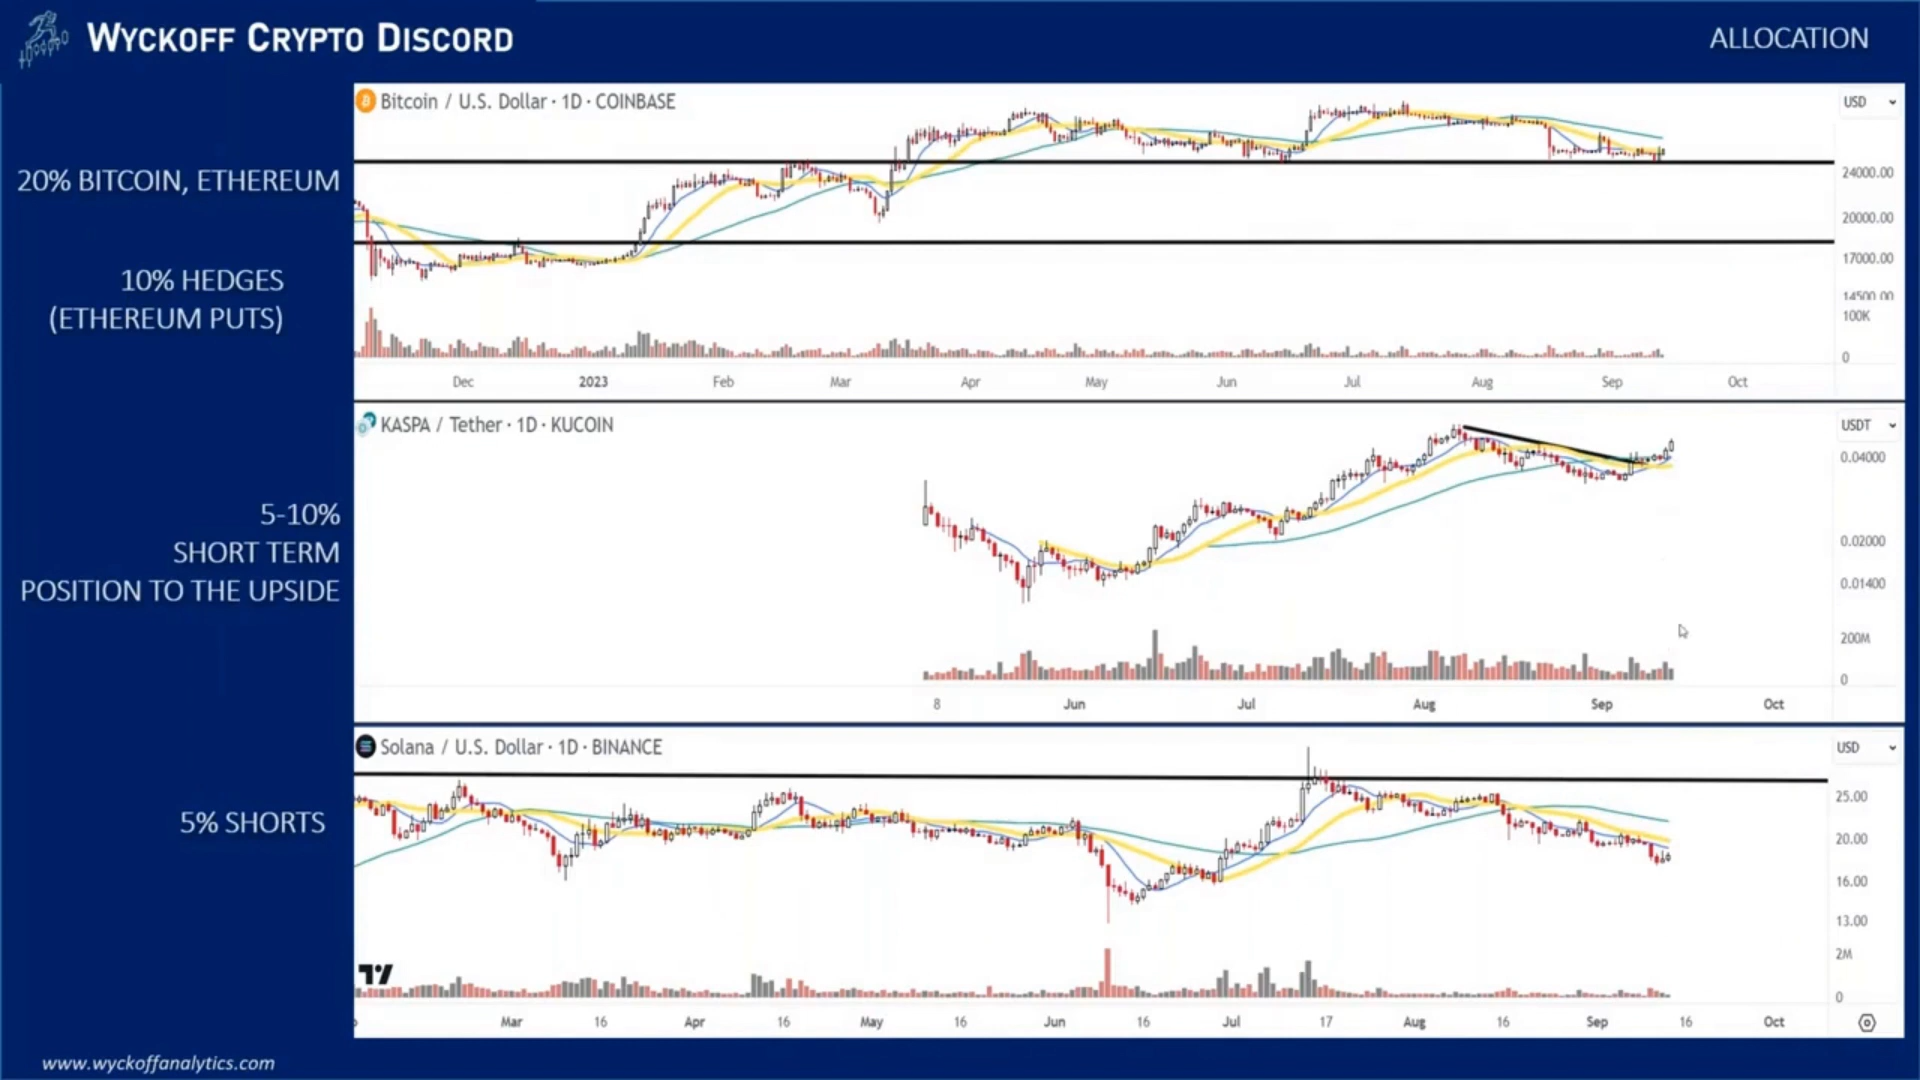 WYCKOFF CRYPTO DISCORD
ALLOCATION
20% BITCOIN, ETHEREUM
10% HEDGES
(ETHEREUM PUTS)
5-10%
SHORT TERM
POSITION TO THE UPSIDE
5% SHORTS
Bitcoin / U.S. Dollar · 1D · COINBASE
USD
24000.00
20000.00
17000.00
14500.00
100K
0
Dec 2023 Feb Mar Apr May Jun Jul Aug Sep Oct
KASPA / Tether · 1D · KUCOIN
USDT
0.04000
0.02000
0.01400
200M
0
8 Jun Jul Aug Sep Oct
Solana / U.S. Dollar · 1D · BINANCE
USD
25.00
20.00
16.00
13.00
2M
0
Mar 16 Apr 16 May 16 Jun 16 Jul 17 Aug 16 Sep 16 Oct
www.wyckoffanalytics.com